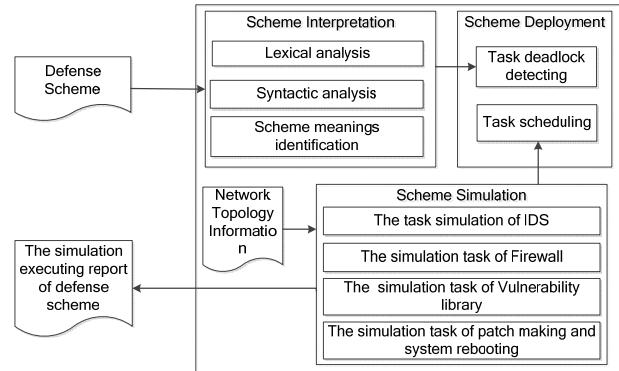 Defense
Scheme
Scheme Interpretation
Lexical analysis
Syntactic analysis
Scheme meanings
identification
Scheme Deployment
Task deadlock
detecting
Task scheduling
Network
Topology
Informatio
n
Scheme Simulation
The task simulation of IDS
The simulation task of Firewall
The simulation task of Vulnerability
library
The simulation task of patch making and
system rebooting
The simulation
executing report
of defense
scheme